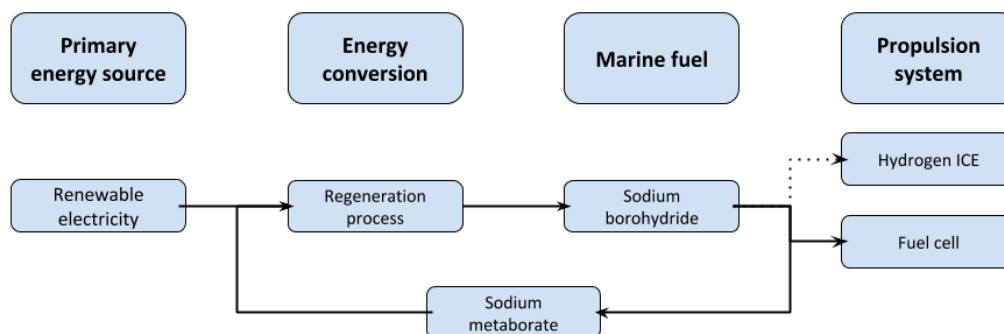 Primary
energy source
Energy
conversion
Marine fuel
Propulsion
system
Hydrogen ICE
Renewable
electricity
Regeneration
process
Sodium
borohydride
Fuel cell
Sodium
metaborate